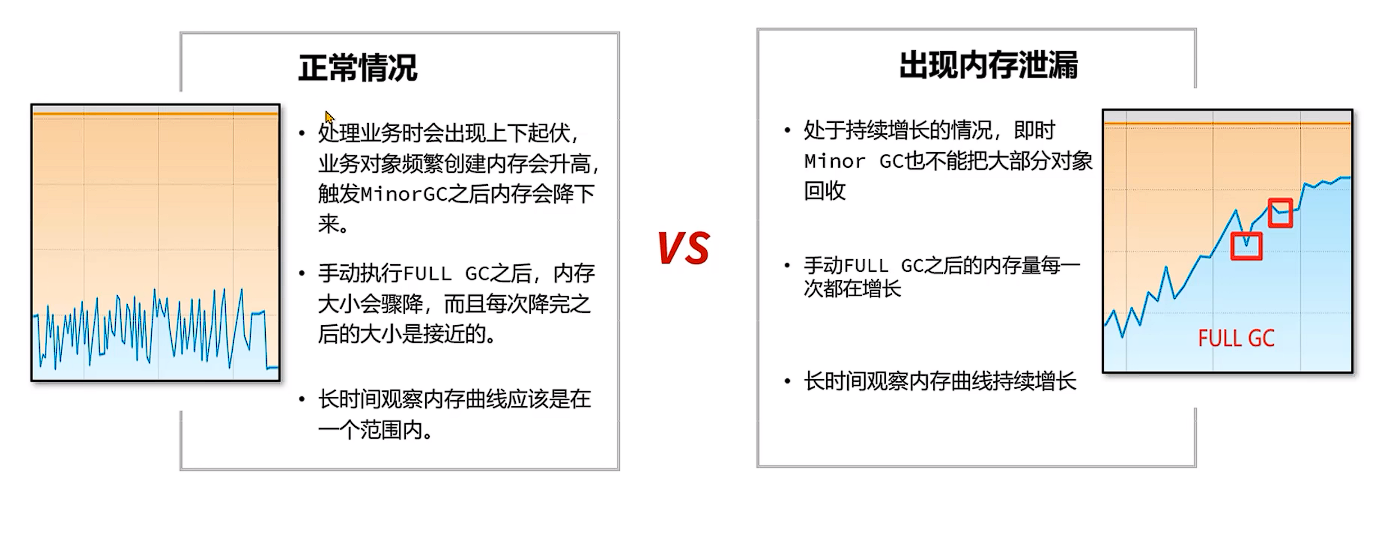 正常情况
• 处理业务时会出现上下起伏，
业务对象频繁创建内存会升高，
触发MinorGC之后内存会降下
来。
• 手动执行FULL GC之后，内存
大小会骤降，而且每次降完之
后的大小是接近的。
• 长时间观察内存曲线应该是在
一个范围内。
VS
出现内存泄漏
• 处于持续增长的情况，即时
Minor GC也不能把大部分对象
回收
• 手动FULL GC之后的内存量每一
次都在增长
• 长时间观察内存曲线持续增长
FULL GC